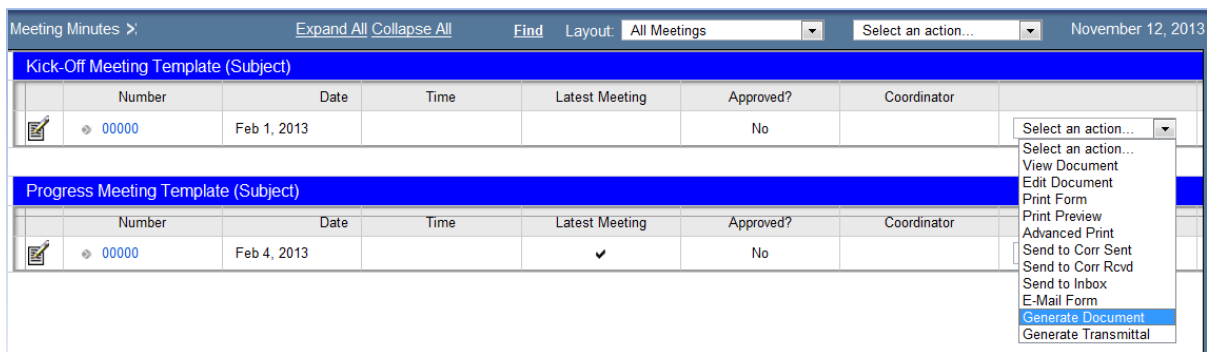 Meeting Minutes Expand All Collapse All Find Layout: All Meetings Select an action... November 12, 2013
Kick-Off Meeting Template (Subject)
Number Date Time Latest Meeting Approved? Coordinator
00000 Feb 1, 2013 No Select an action...
Select an action...
View Document
Edit Document
Print Form
Print Preview
Advanced Print
Send to Corr Sent
Send to Corr Rcvd
Send to Inbox
E-Mail Form
Generate Document
Generate Transmittal
Progress Meeting Template (Subject)
Number Date Time Latest Meeting Approved? Coordinator
00000 Feb 4, 2013 ✔ No